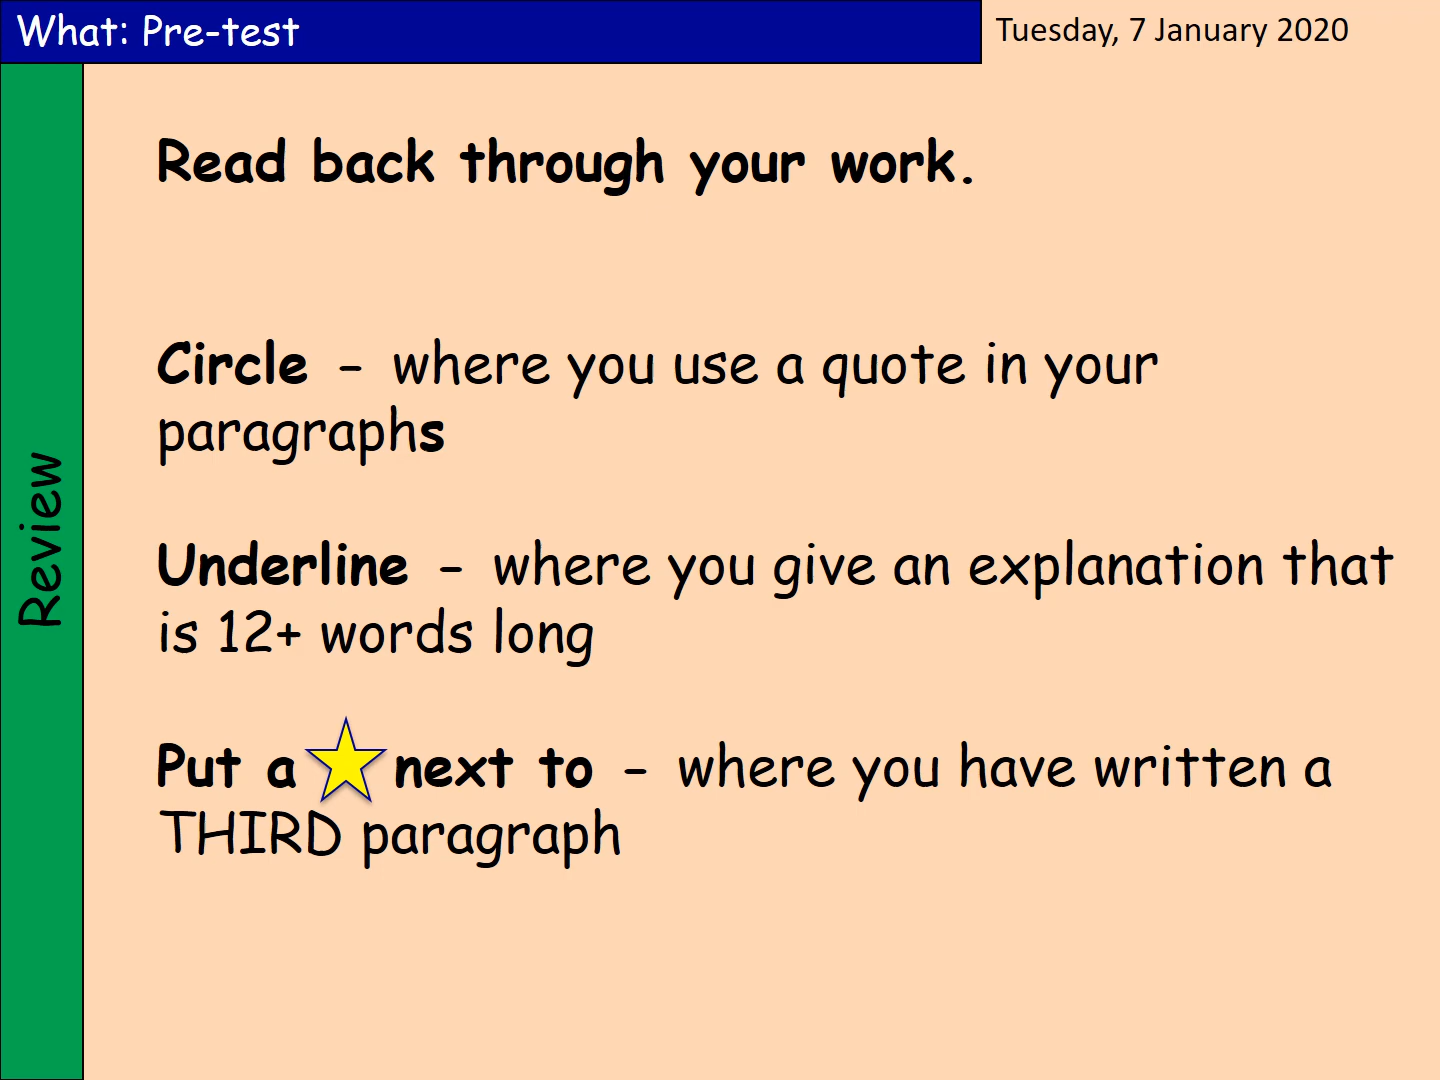 What: Pre-test
Tuesday, 7 January 2020
Review
Read back through your work.
Circle - where you use a quote in your
paragraphs
Underline - where you give an explanation that
is 12+ words long
Put a next to - where you have written a
THIRD paragraph